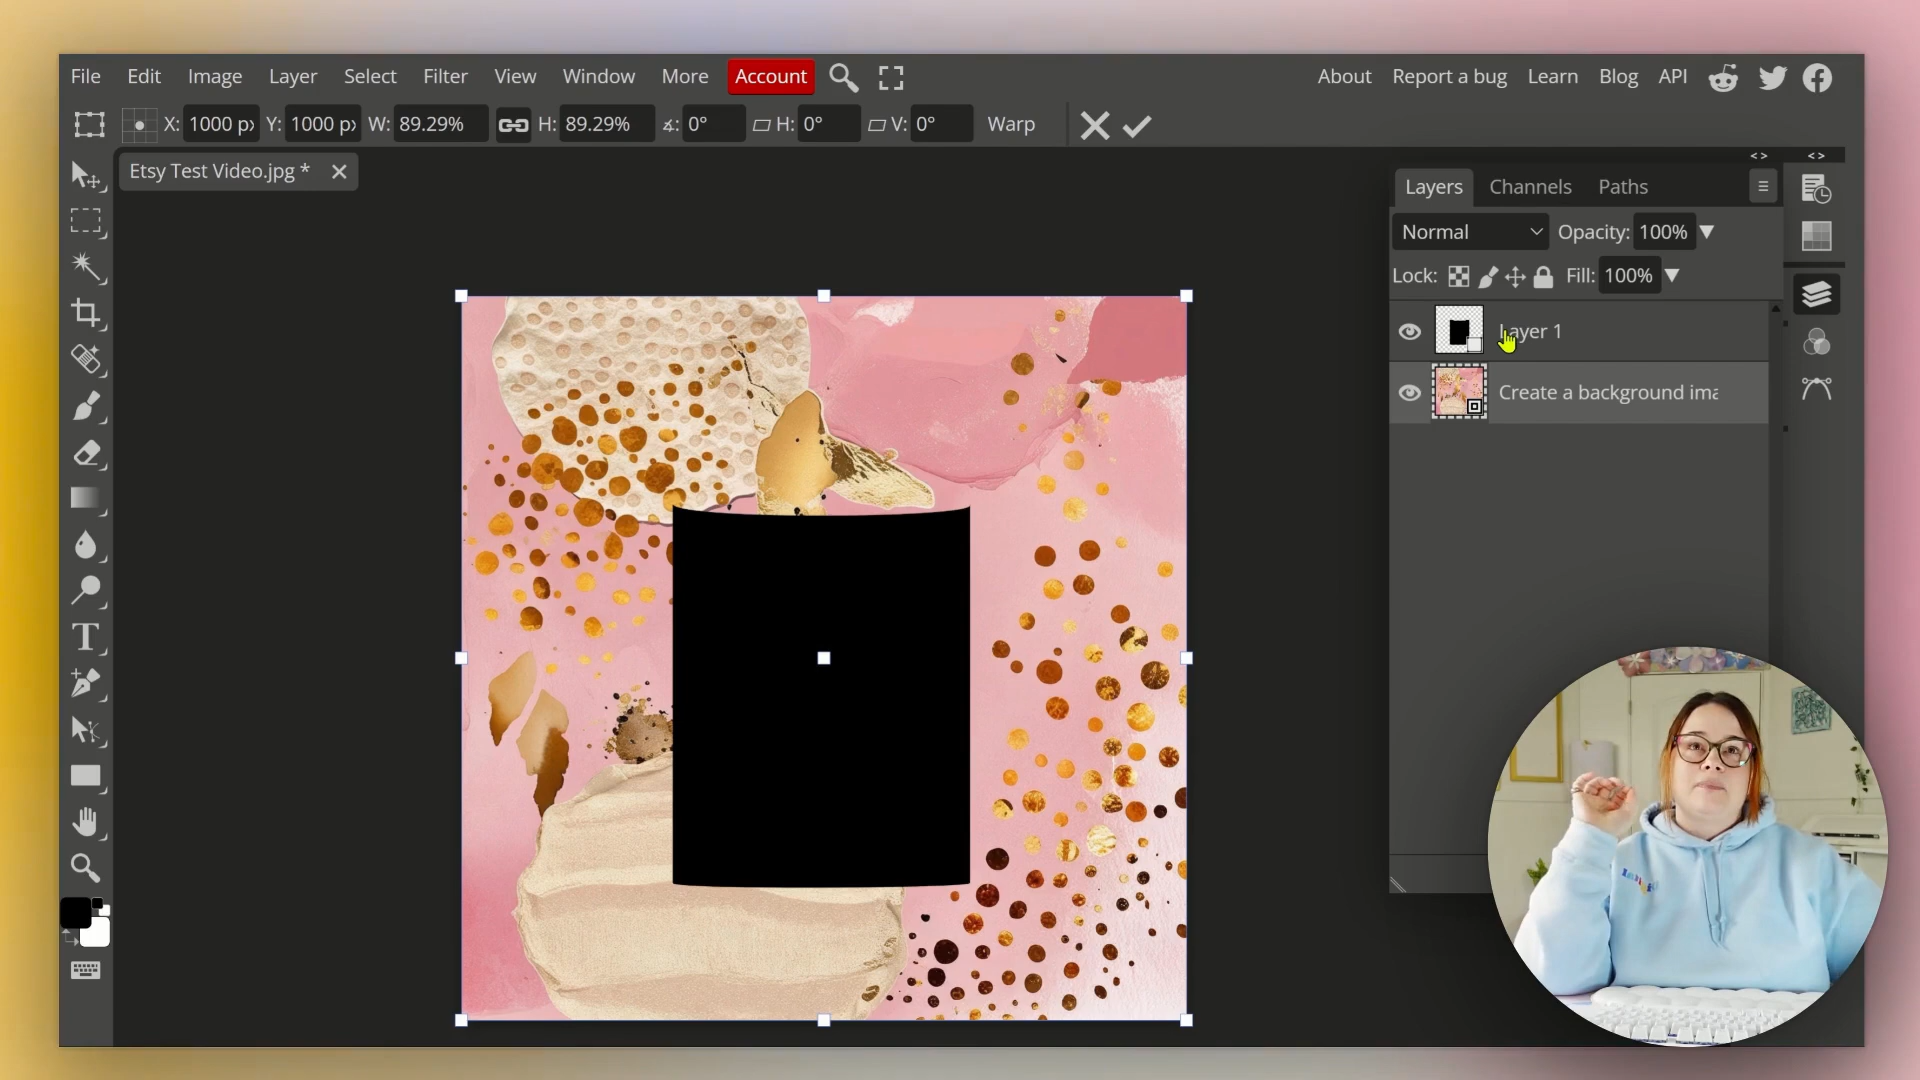 File Edit Image Layer Select Filter View Window More Account About Report a bug Learn Blog API
X: 1000 px Y: 1000 px W: 89.29% H: 89.29% 0° H: 0° V: 0° Warp
Etsy Test Video.jpg *
Layers Channels Paths
Normal Opacity: 100%
Lock: Fill: 100%
Layer 1
Create a background ima